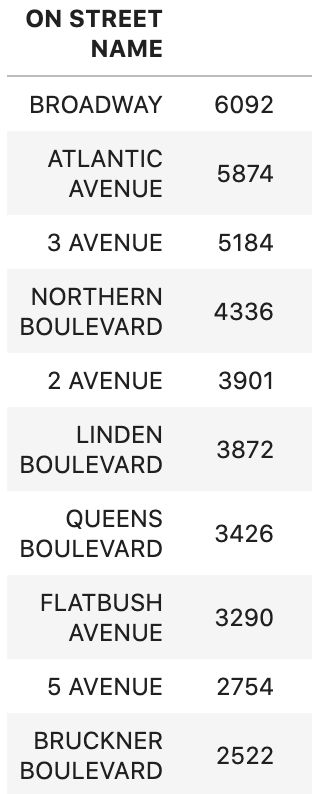 ON STREET
NAME
BROADWAY 6092
ATLANTIC
AVENUE 5874
3 AVENUE 5184
NORTHERN
BOULEVARD 4336
2 AVENUE 3901
LINDEN
BOULEVARD 3872
QUEENS
BOULEVARD 3426
FLATBUSH
AVENUE 3290
5 AVENUE 2754
BRUCKNER
BOULEVARD 2522